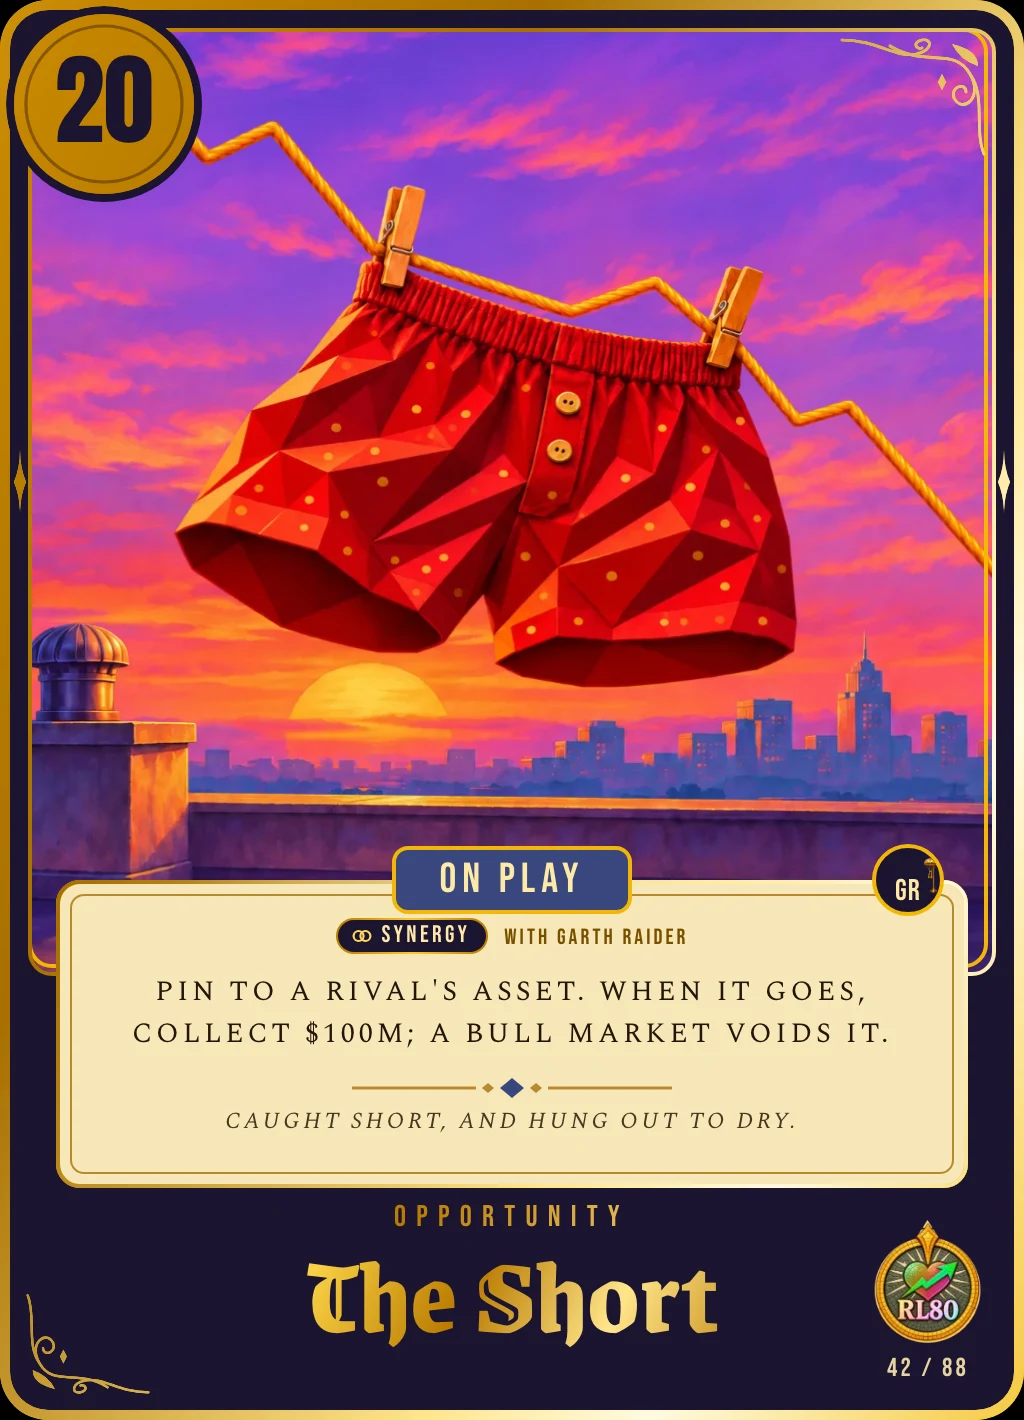 20
ON PLAY
GR
SYNERGY WITH GARTH RAIDER
PIN TO A RIVAL'S ASSET. WHEN IT GOES,
COLLECT $100M; A BULL MARKET VOIDS IT.
CAUGHT SHORT, AND HUNG OUT TO DRY.
OPPORTUNITY
The Short
RL80
42 / 88